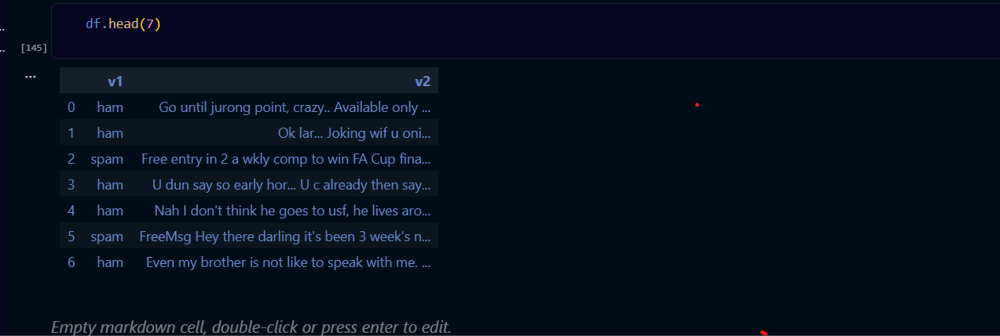 df.head(7)
[145]
...
v1 v2
0 ham Go until jurong point, crazy.. Available only ...
1 ham Ok lar... Joking wif u oni...
2 spam Free entry in 2 a wkly comp to win FA Cup fina...
3 ham U dun say so early hor... U c already then say...
4 ham Nah I don't think he goes to usf, he lives aro...
5 spam FreeMsg Hey there darling it's been 3 week's n...
6 ham Even my brother is not like to speak with me. ...
Empty markdown cell, double-click or press enter to edit.